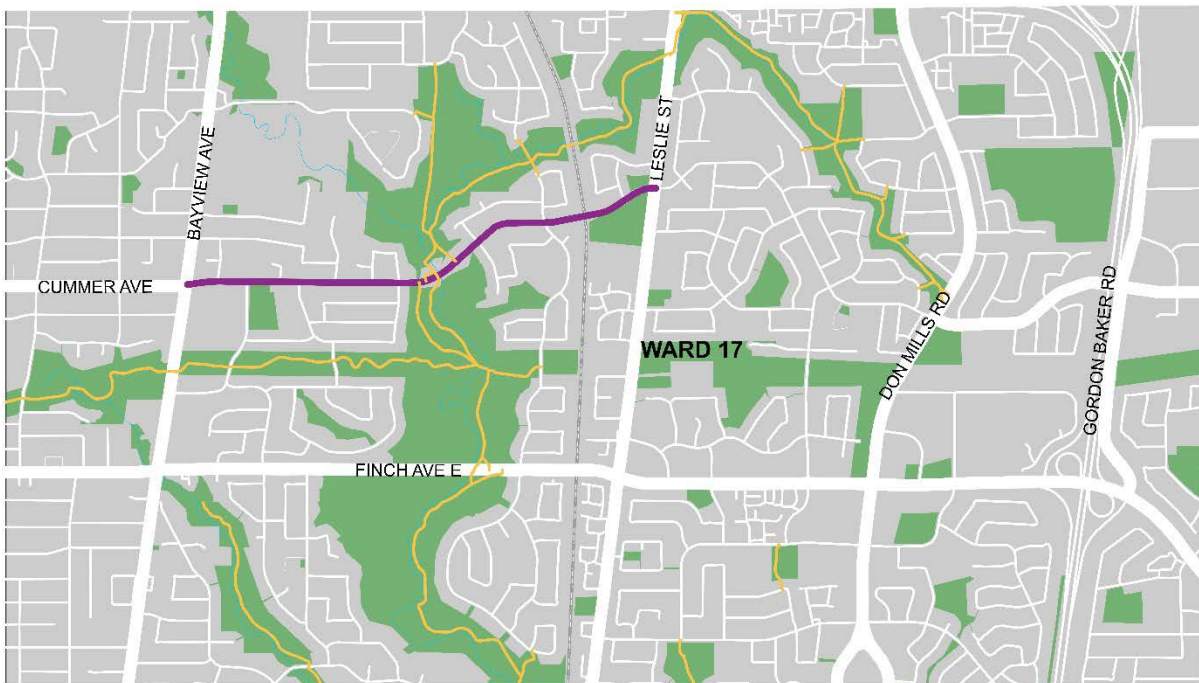 BAYVIEW AVE
LESLIE ST
CUMMER AVE
WARD 17
DON MILLS RD
GORDON BAKER RD
FINCH AVE E